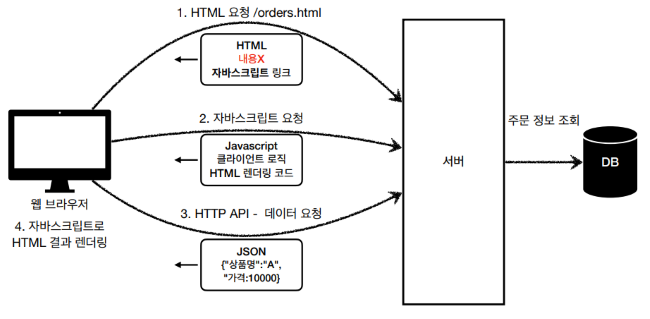 1. HTML 요청 /orders.html
HTML
내용X
자바스크립트 링크
2. 자바스크립트 요청
Javascript
클라이언트 로직
HTML 렌더링 코드
웹 브라우저
4. 자바스크립트로
HTML 결과 렌더링
3. HTTP API - 데이터 요청
JSON
{"상품명":"A",
"가격:10000}
서버
주문 정보 조회
DB